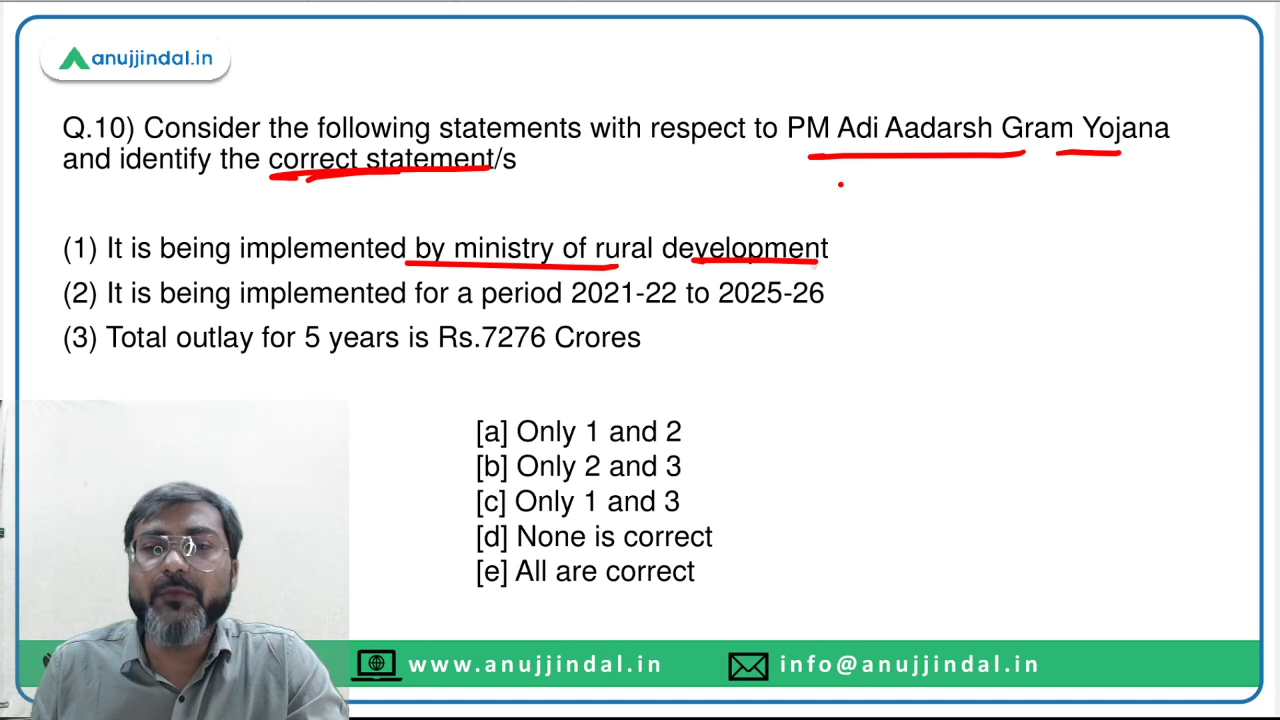 anujjindal.in
Q.10) Consider the following statements with respect to PM Adi Aadarsh Gram Yojana
and identify the correct statement/s
(1) It is being implemented by ministry of rural development
(2) It is being implemented for a period 2021-22 to 2025-26
(3) Total outlay for 5 years is Rs.7276 Crores
[a] Only 1 and 2
[b] Only 2 and 3
[c] Only 1 and 3
[d] None is correct
[e] All are correct
www.anujjindal.in
info@anujjindal.in